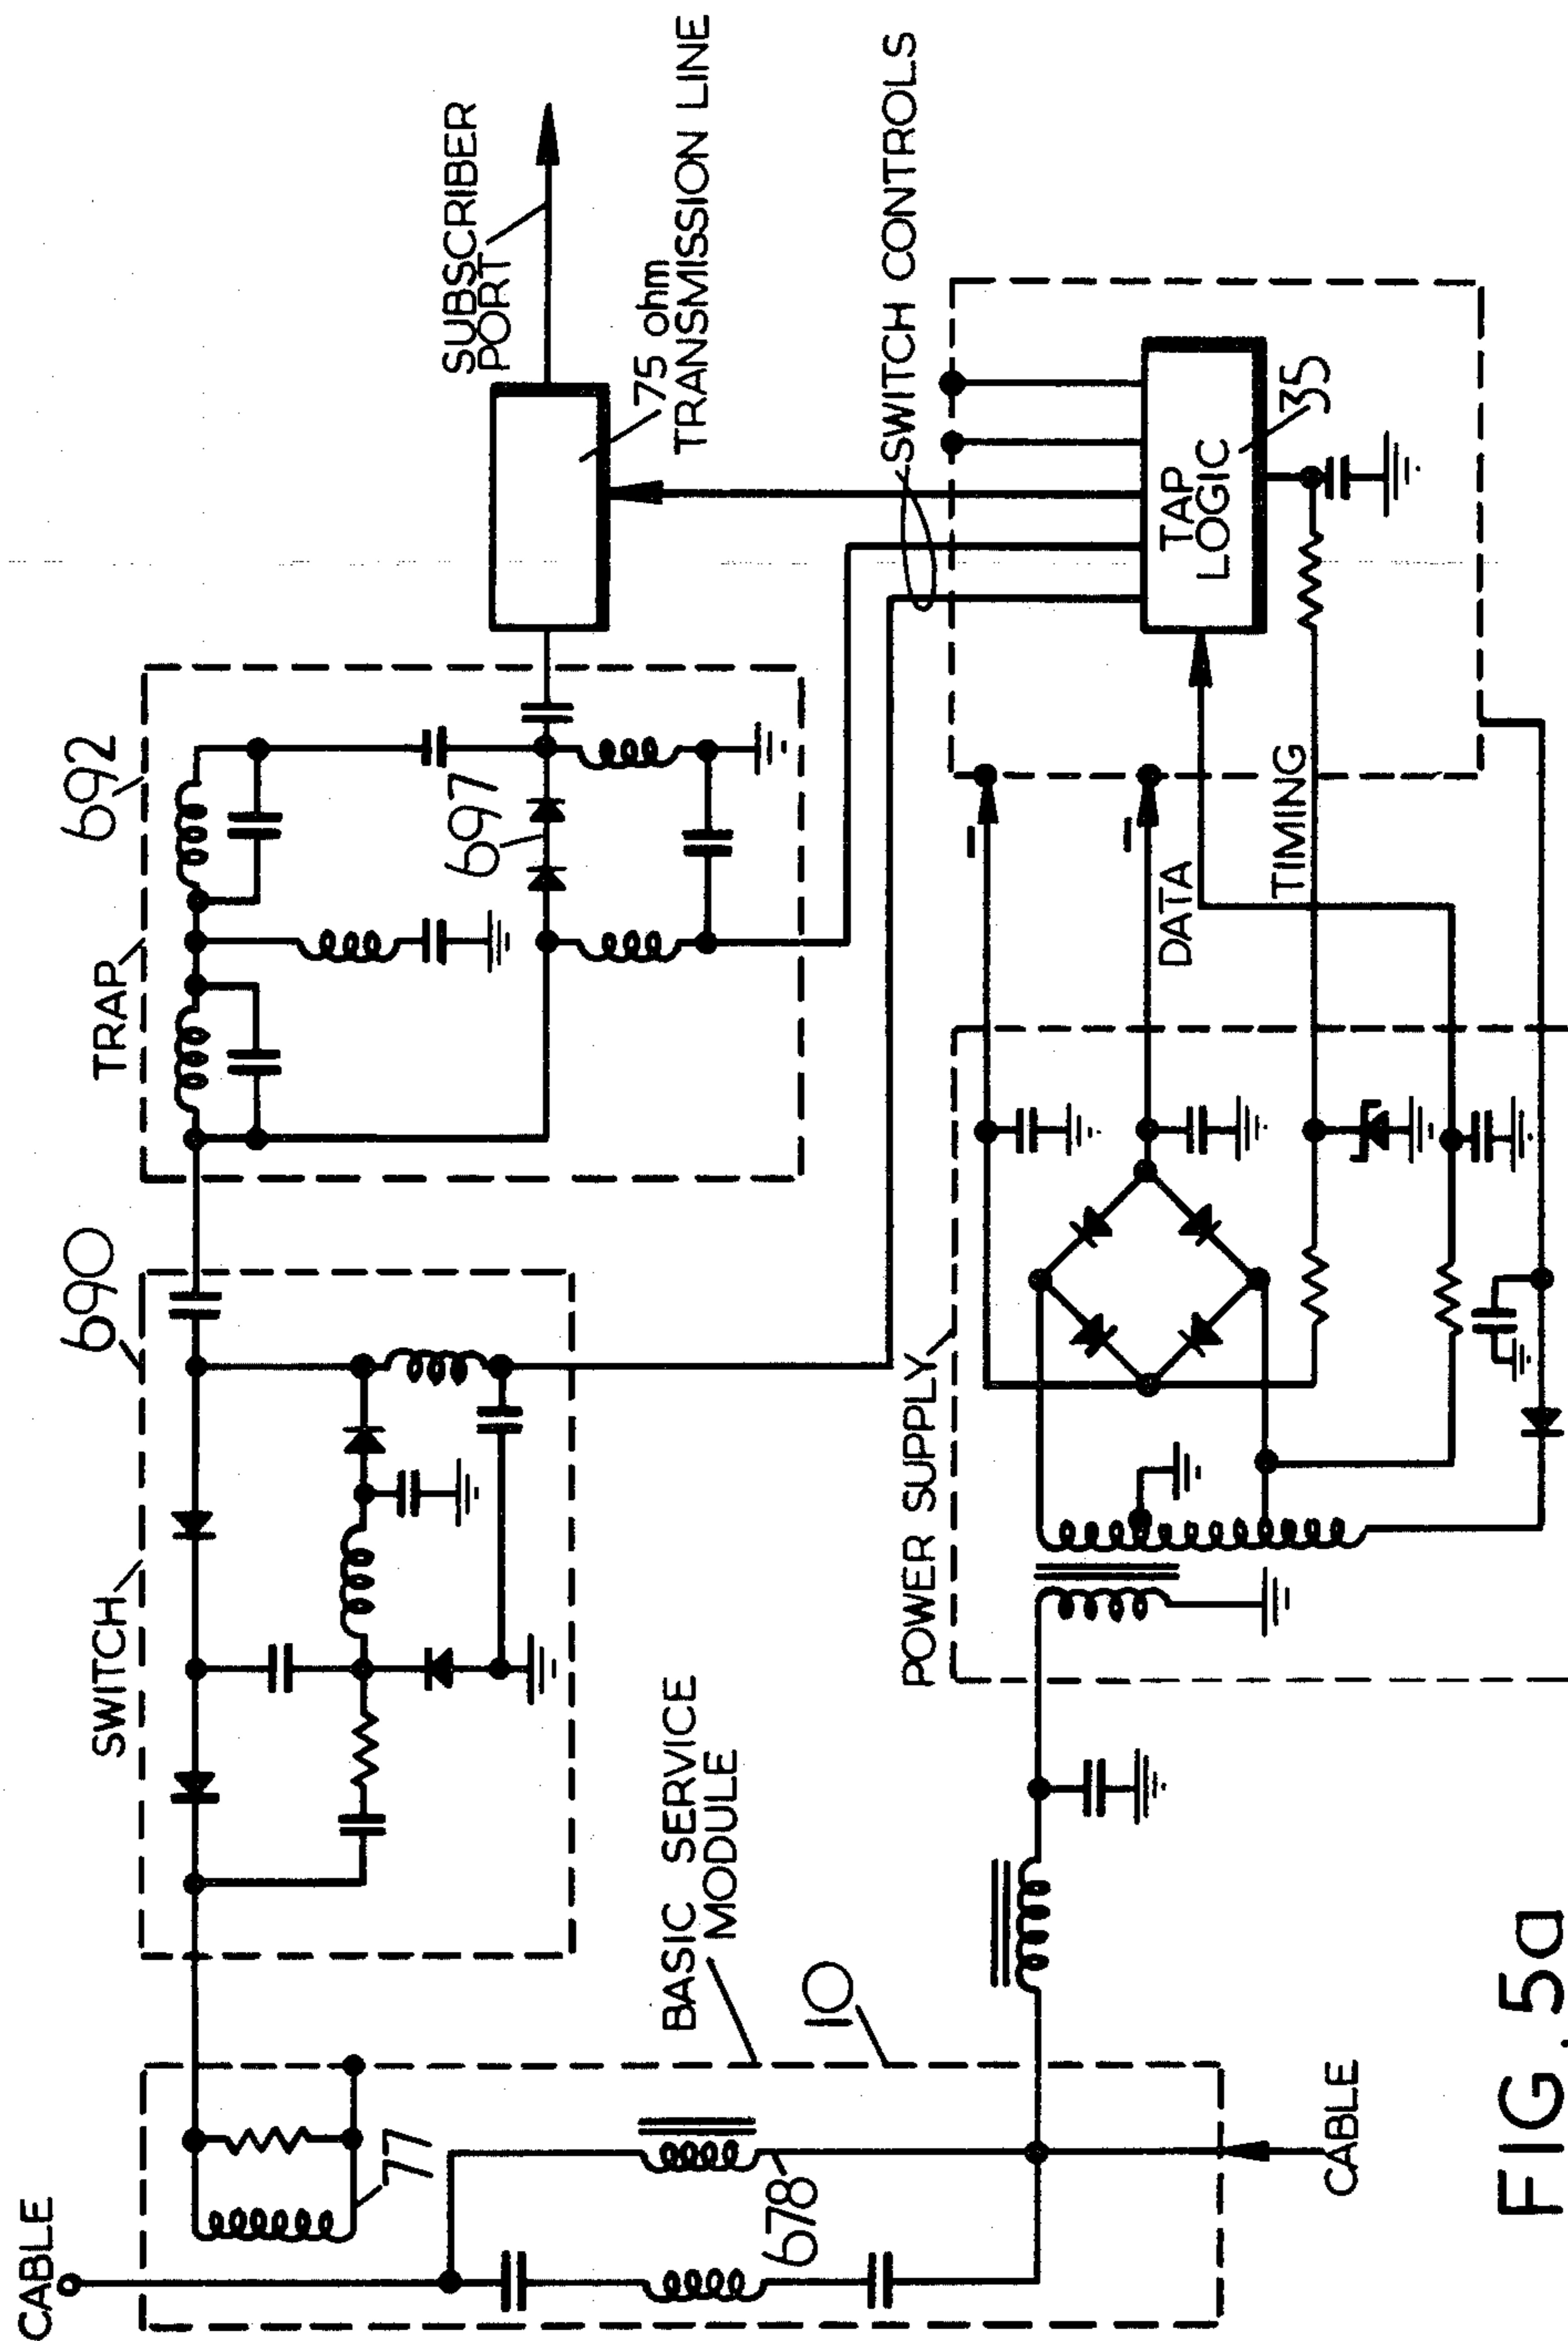 CABLE
77
678
SWITCH
690
TRAP
692
697
SUBSCRIBER
PORT
75 ohm
TRANSMISSION LINE
SWITCH CONTROLS
BASIC SERVICE
MODULE
10
CABLE
POWER SUPPLY
DATA
TIMING
TAP
LOGIC
35
FIG. 5a